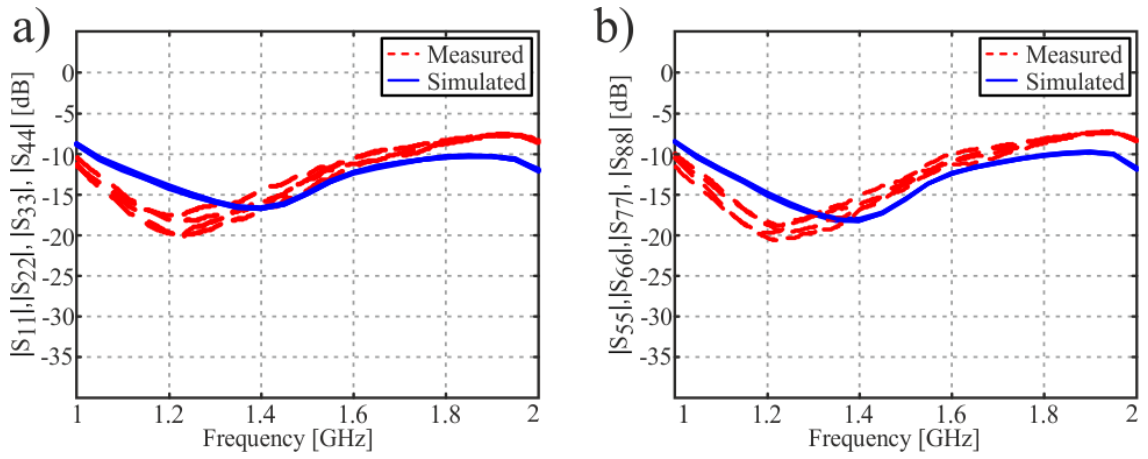 a)
|S11|,|S22|, |S33|, |S44| [dB]
0
-5
-10
-15
-20
-25
-30
-35
Measured
Simulated
1
1.2
1.4
1.6
1.8
2
Frequency [GHz]
b)
|S55|,|S66|,|S77|, |S88| [dB]
0
-5
-10
-15
-20
-25
-30
-35
Measured
Simulated
1
1.2
1.4
1.6
1.8
2
Frequency [GHz]